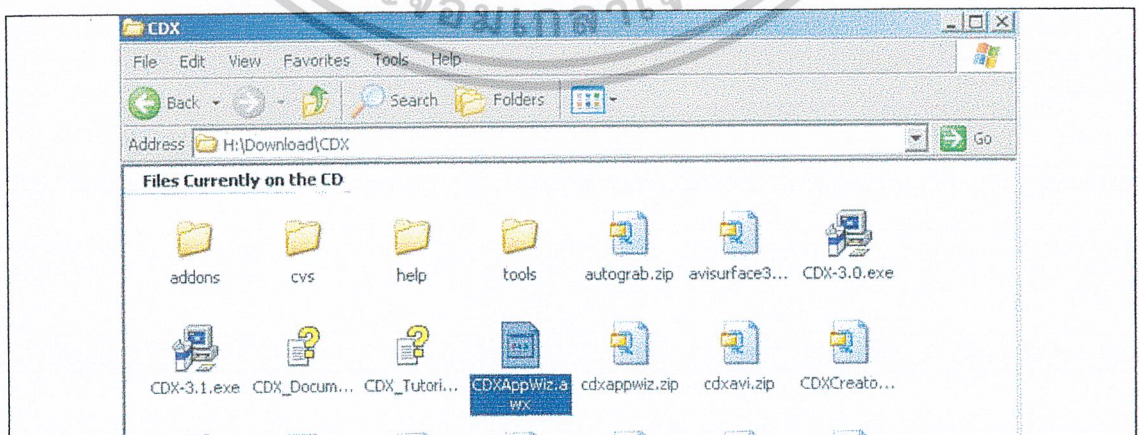 CDX
File Edit View Favorites Tools Help
Back Search Folders
Address H:\Download\CDX Go
Files Currently on the CD
addons cvs help tools autograb.zip avisurface3... CDX-3.0.exe
CDX-3.1.exe CDX_Docum... CDX_Tutori... CDXAppWiz.a cdxappwiz.zip cdxavi.zip CDXCreato...
wx